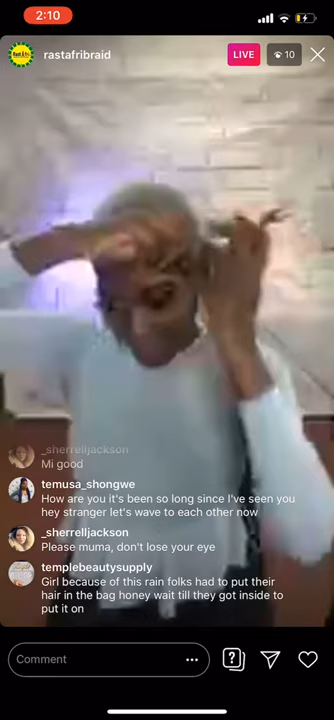 2:10
rastafribraid
LIVE
10
_sherrelljackson
Mi good
temusa_shongwe
How are you it's been so long since I've seen you
hey stranger let's wave to each other now
_sherrelljackson
Please muma, don't lose your eye
templebeautysupply
Girl because of this rain folks had to put their
hair in the bag honey wait till they got inside to
put it on
Comment